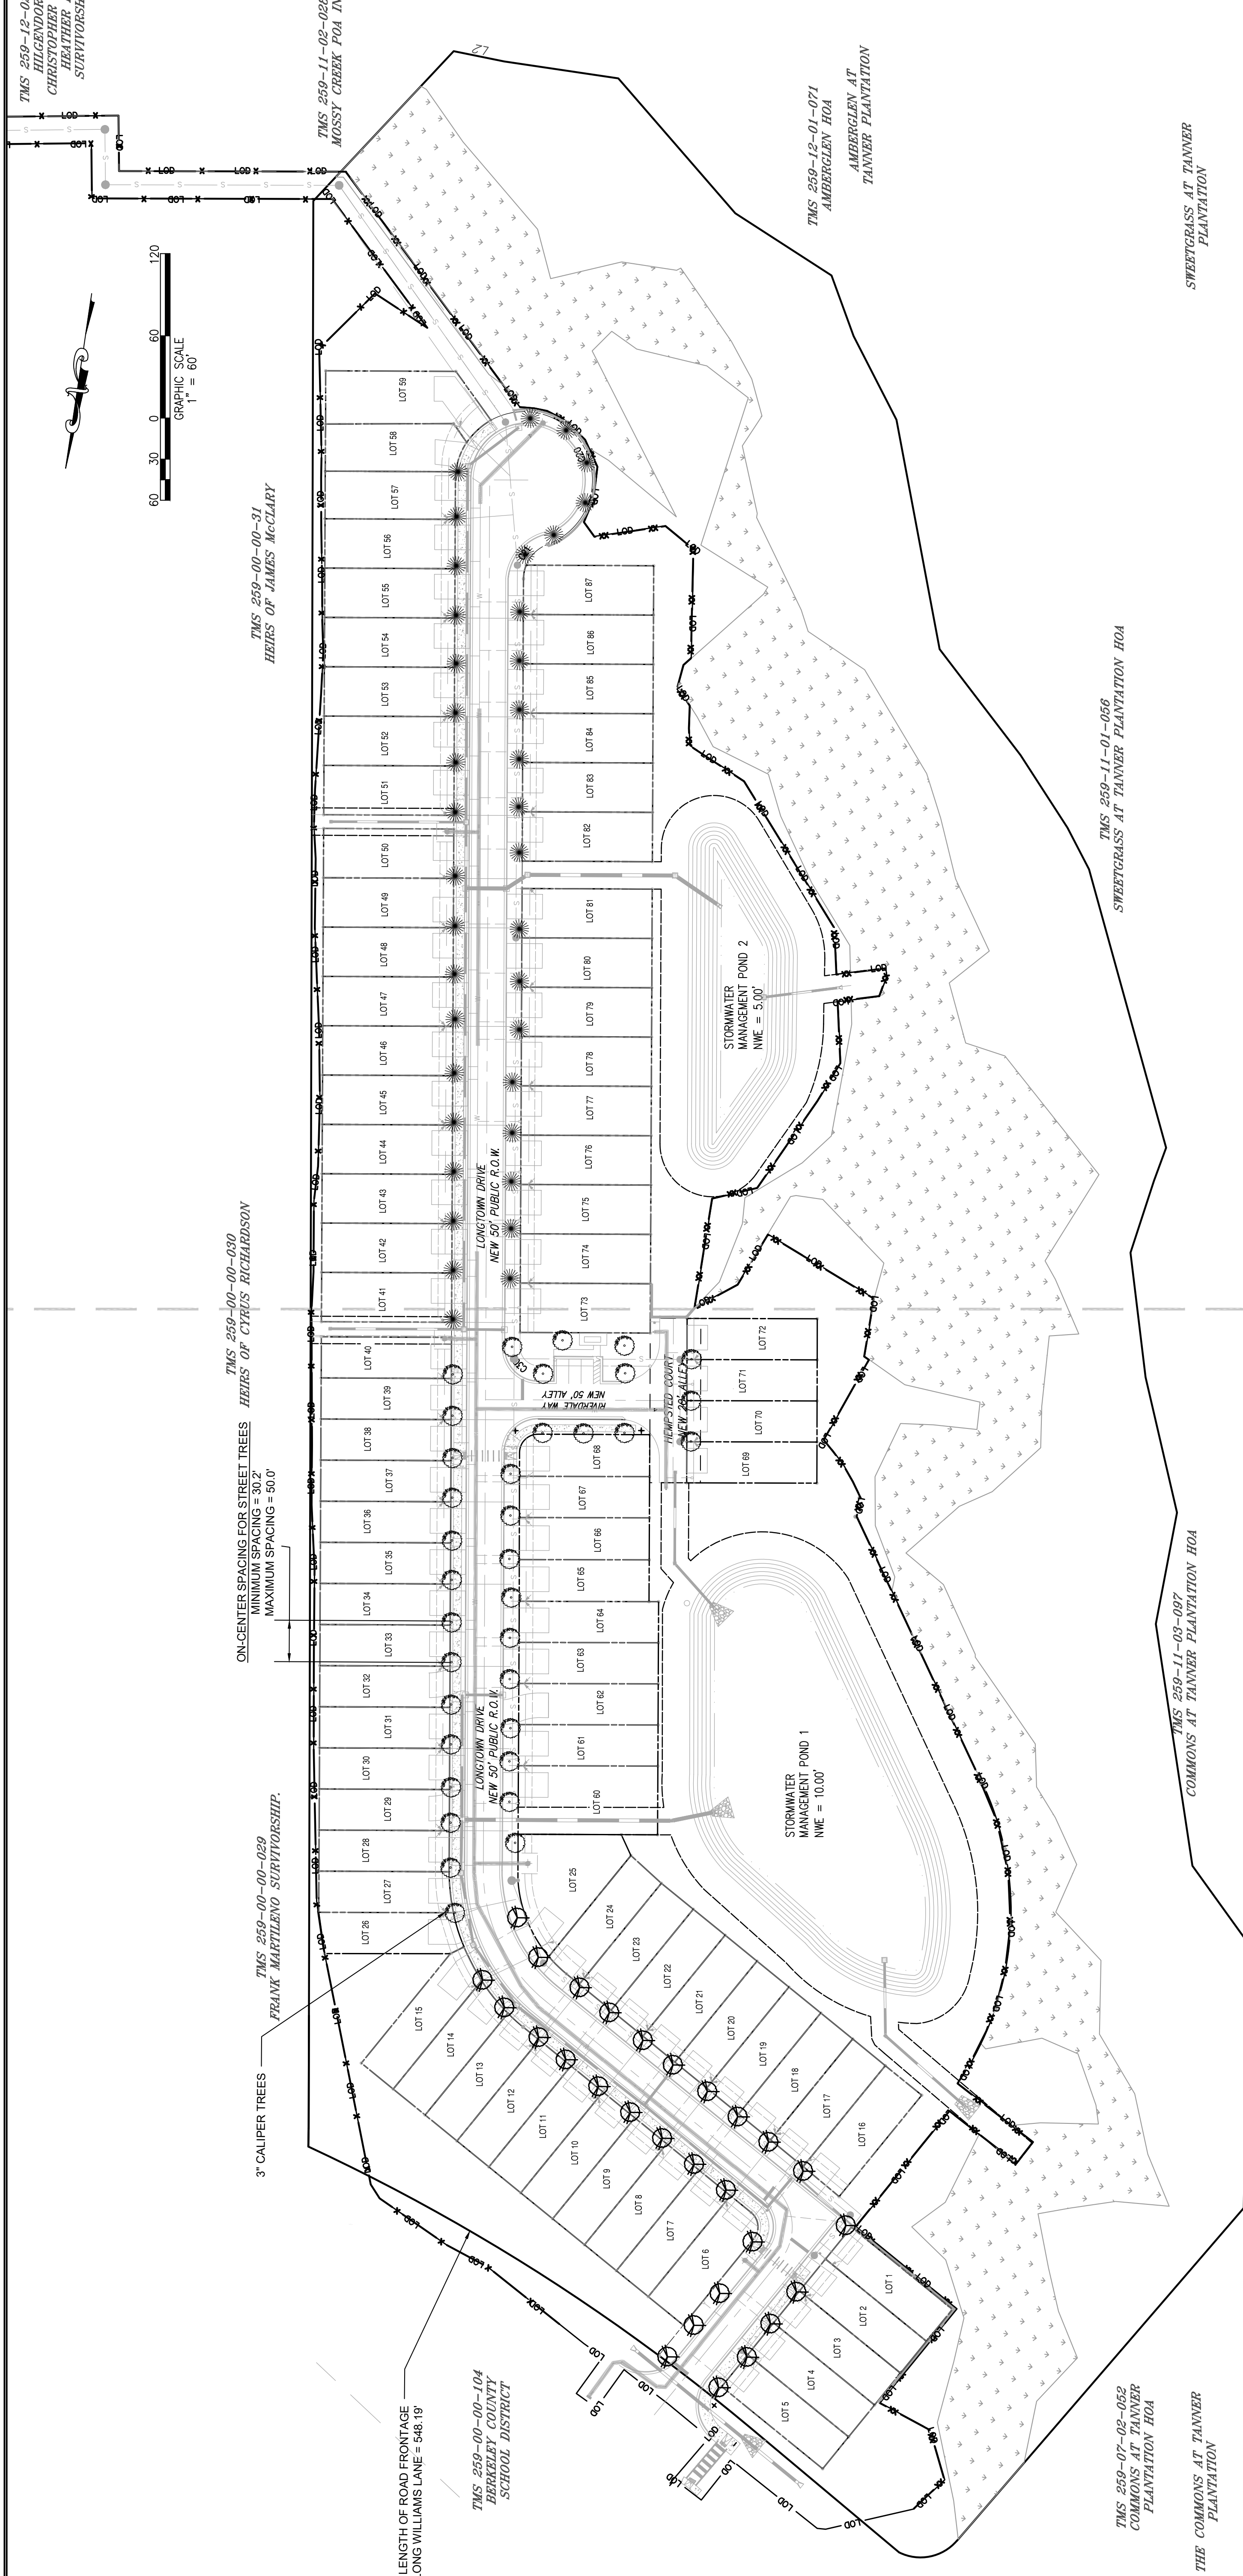 TMS 259-11-02-028
MOSSY CREEK POA IN
HILGENDOR
CHRISTOPHER
HEATHER
SURVIVORSH
L2
TMS 259-12-01-071
AMBERGLEN HOA
AMBERGLEN AT
TANNER PLANTATION
SWEETGRASS AT TANNER
PLANTATION
60 30 0 60 120
GRAPHIC SCALE
1" = 60'
TMS 259-00-00-31
HEIRS OF JAMES McCLARY
TMS 259-11-01-056
SWEETGRASS AT TANNER PLANTATION HOA
TMS 259-00-00-030
HEIRS OF CYRUS RICHARDSON
ON-CENTER SPACING FOR STREET TREES
MINIMUM SPACING = 30.2'
MAXIMUM SPACING = 50.0'
TMS 259-00-00-029
FRANK MARTILENO SURVIVORSHIP.
3" CALIPER TREES
LOT 59
LOT 58
LOT 57
LOT 56
LOT 55
LOT 54
LOT 53
LOT 52
LOT 51
LOT 50
LOT 49
LOT 48
LOT 47
LOT 46
LOT 45
LOT 44
LOT 43
LOT 42
LOT 41
LOT 40
LOT 39
LOT 38
LOT 37
LOT 36
LOT 35
LOT 34
LOT 33
LOT 32
LOT 31
LOT 30
LOT 29
LOT 28
LOT 27
LOT 26
LOT 87
LOT 86
LOT 85
LOT 84
LOT 83
LOT 82
LOT 81
LOT 80
LOT 79
LOT 78
LOT 77
LOT 76
LOT 75
LOT 74
LOT 73
LOT 72
LOT 71
LOT 70
LOT 69
LOT 68
LOT 67
LOT 66
LOT 65
LOT 64
LOT 63
LOT 62
LOT 61
LOT 60
LONGTOWN DRIVE
NEW 50' PUBLIC R.O.W.
RIVERDALE WAY
NEW 50' ALLEY
HEMPSTED COURT
LONGTOWN DRIVE
NEW 50' PUBLIC R.O.W.
STORMWATER
MANAGEMENT POND 2
NWE = 5.00'
STORMWATER
MANAGEMENT POND 1
NWE = 10.00'
LOT 25
LOT 24
LOT 23
LOT 22
LOT 21
LOT 20
LOT 19
LOT 18
LOT 17
LOT 16
LOT 15
LOT 14
LOT 13
LOT 12
LOT 11
LOT 10
LOT 9
LOT 8
LOT 7
LOT 6
LOT 1
LOT 2
LOT 3
LOT 4
LOT 5
LOD
TMS 259-11-03-097
COMMONS AT TANNER PLANTATION HOA
LENGTH OF ROAD FRONTAGE
LONG WILLIAMS LANE = 548.19'
TMS 259-00-00-104
BERKELEY COUNTY
SCHOOL DISTRICT
TMS 259-07-02-052
COMMONS AT TANNER
PLANTATION HOA
THE COMMONS AT TANNER
PLANTATION